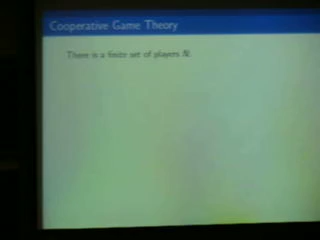 Cooperative Game Theory
There is a finite set of players N.